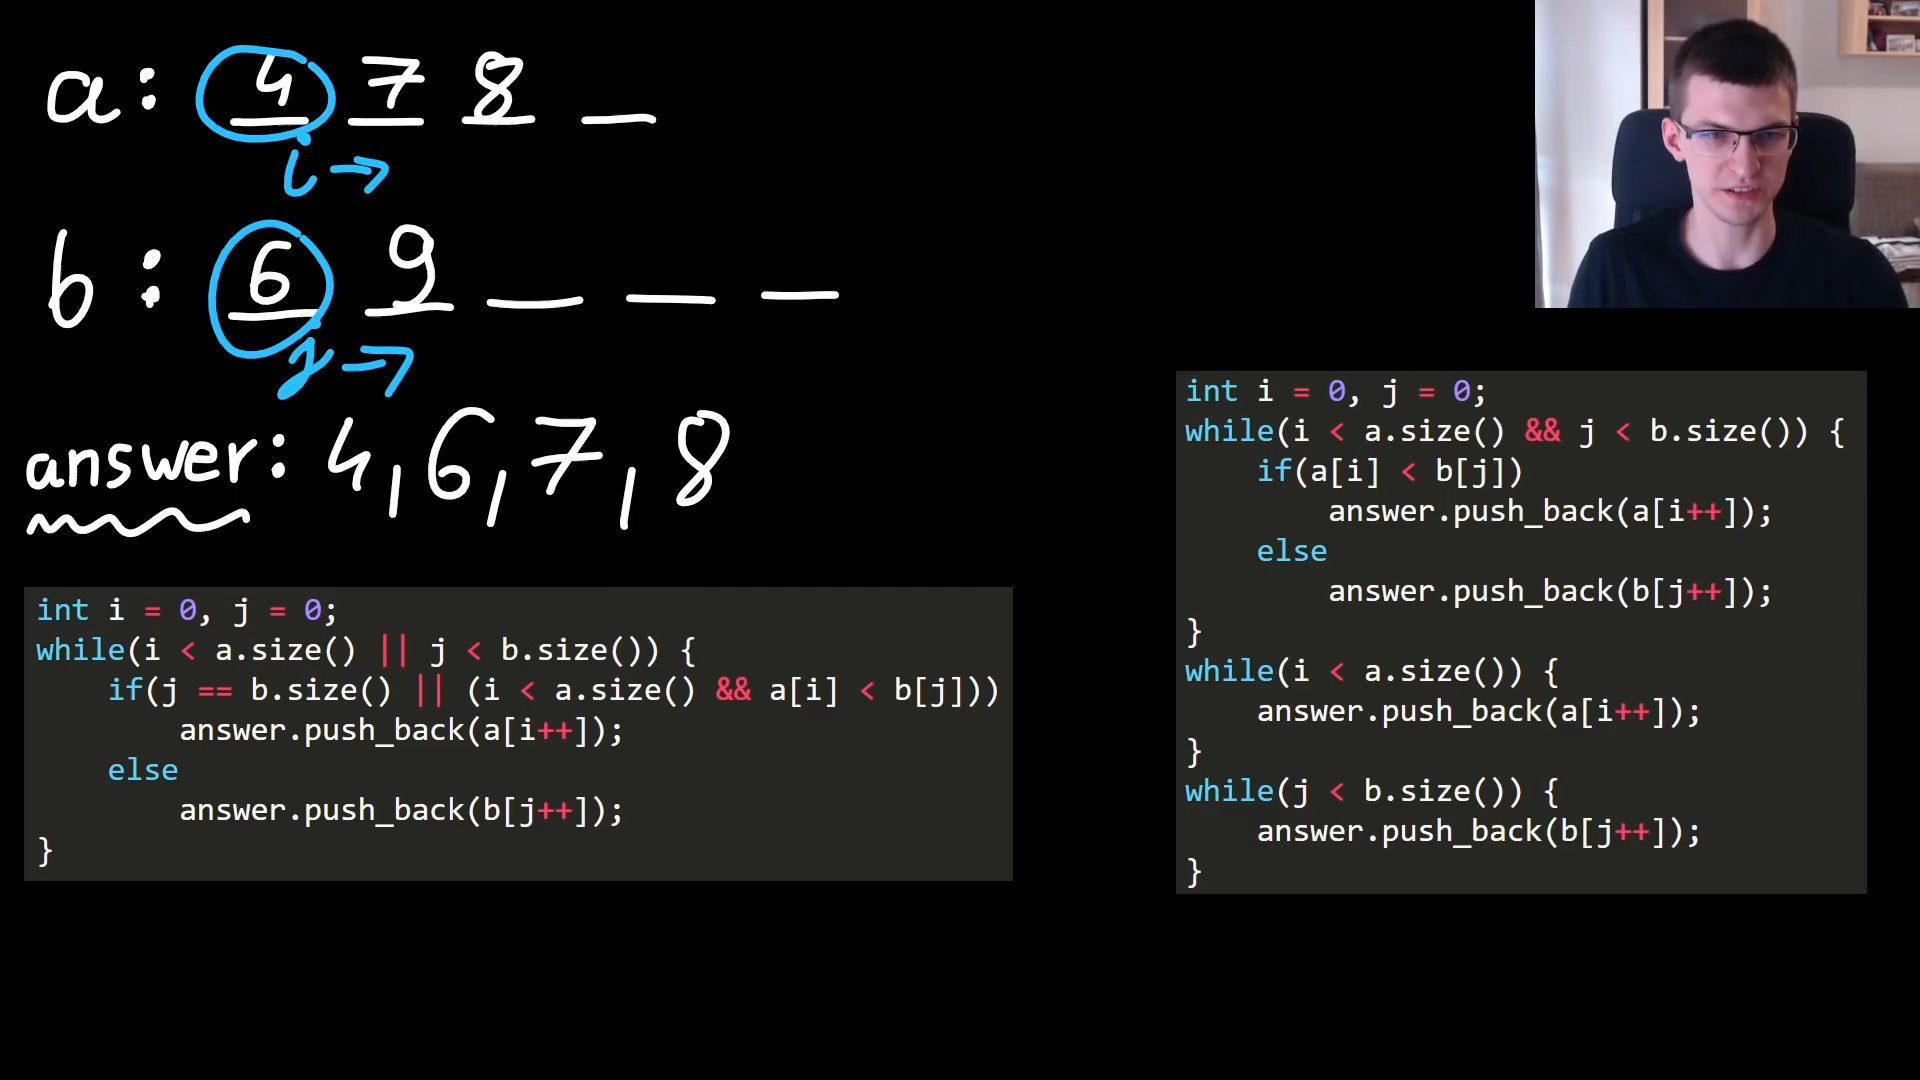 a: 4 7 8 _
i →
b: 6 9 _ _ _
j →
answer: 4, 6, 7, 8
int i = 0, j = 0;
while(i < a.size() || j < b.size()) {
    if(j == b.size() || (i < a.size() && a[i] < b[j]))
        answer.push_back(a[i++]);
    else
        answer.push_back(b[j++]);
}
int i = 0, j = 0;
while(i < a.size() && j < b.size()) {
    if(a[i] < b[j])
        answer.push_back(a[i++]);
    else
        answer.push_back(b[j++]);
}
while(i < a.size()) {
    answer.push_back(a[i++]);
}
while(j < b.size()) {
    answer.push_back(b[j++]);
}